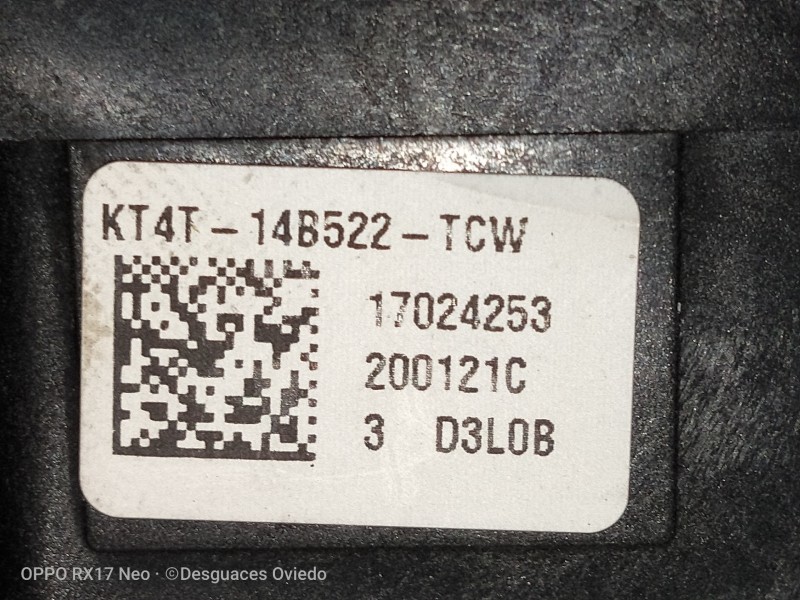 KT4T-14B522-TCW
17024253
200121C
3 D3L0B
OPPO RX17 Neo · ©Desguaces Oviedo